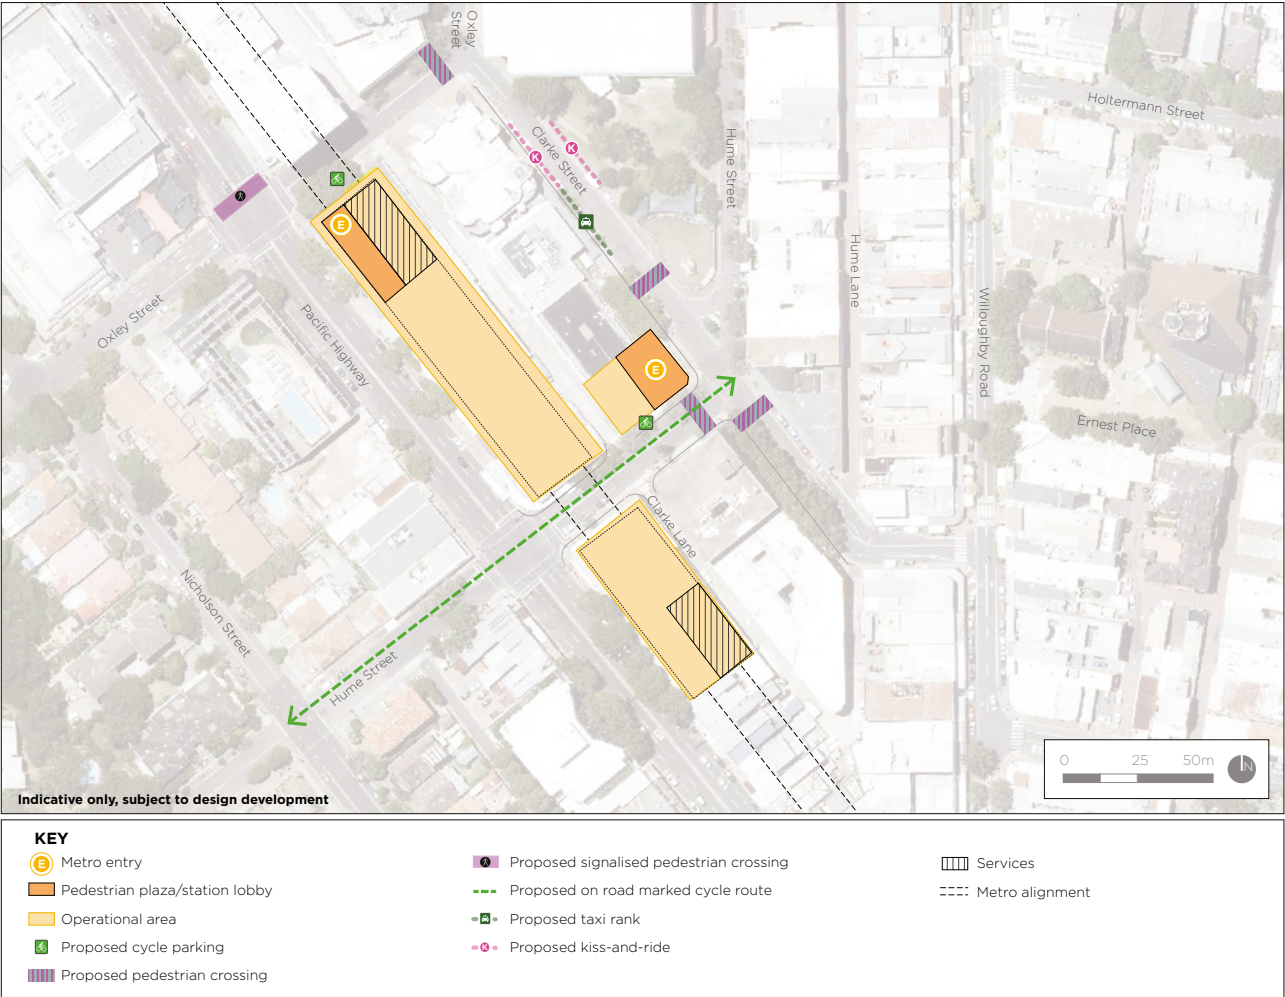 Oxley
Street
Holtermann Street
Clarke Street
K
K
Hume Street
E
Hume Lane
Oxley Street
Pacific Highway
Willoughby Road
E
Ernest Place
Clarke Lane
Nicholson Street
Hume Street
0 25 50m
N
Indicative only, subject to design development
KEY
E Metro entry
Pedestrian plaza/station lobby
Operational area
Proposed cycle parking
Proposed pedestrian crossing
Proposed signalised pedestrian crossing
Proposed on road marked cycle route
Proposed taxi rank
K Proposed kiss-and-ride
Services
Metro alignment